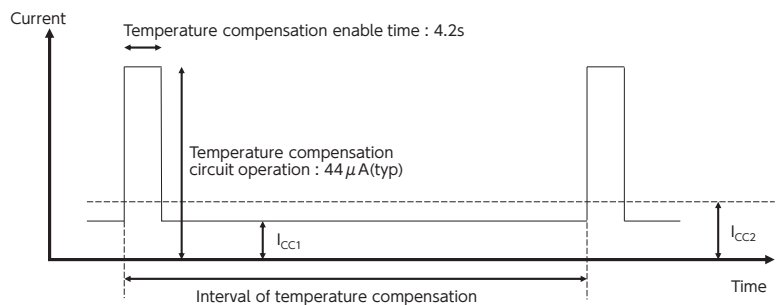 Current
Temperature compensation enable time : 4.2s
Temperature compensation
circuit operation : 44μA(typ)
ICC1
ICC2
Time
Interval of temperature compensation